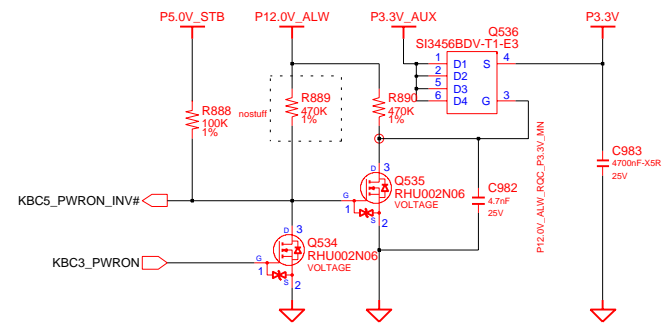 P5.0V_STB
P12.0V_ALW
P3.3V_AUX
Q536
SI3456BDV-T1-E3
P3.3V
1 D1
2 D2
5 D3
6 D4
S 4
G 3
R888
100K
1%
nostuff
R889
470K
1%
R890
470K
1%
P12.0V_ALW_RQC_P3.3V_MN
C983
4700nF-X5R
25V
D 3
Q535
RHU002N06
VOLTAGE
G
1
S
2
C982
4.7nF
25V
KBC5_PWRON_INV#
D 3
Q534
RHU002N06
VOLTAGE
KBC3_PWRON
G
1
S
2